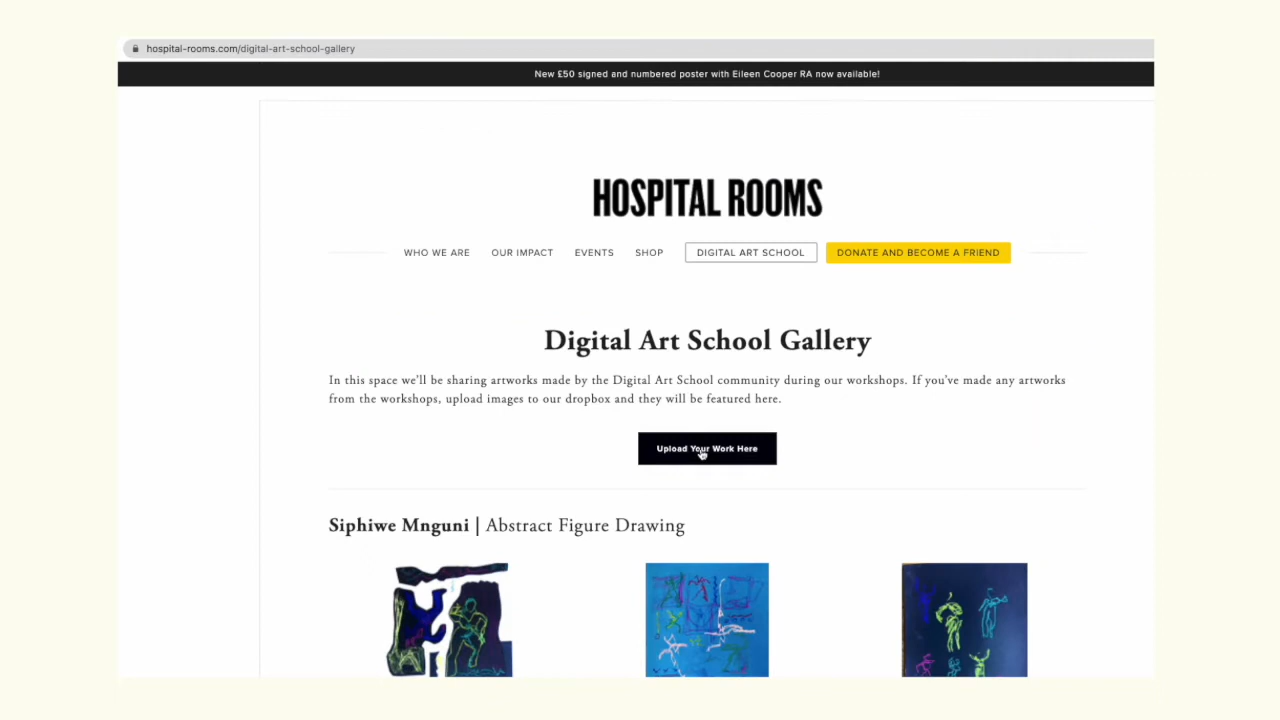 hospital-rooms.com/digital-art-school-gallery
New £50 signed and numbered poster with Eileen Cooper RA now available!
HOSPITAL ROOMS
WHO WE ARE OUR IMPACT EVENTS SHOP DIGITAL ART SCHOOL DONATE AND BECOME A FRIEND
Digital Art School Gallery
In this space we'll be sharing artworks made by the Digital Art School community during our workshops. If you've made any artworks
from the workshops, upload images to our dropbox and they will be featured here.
Upload Your Work Here
Siphiwe Mnguni | Abstract Figure Drawing